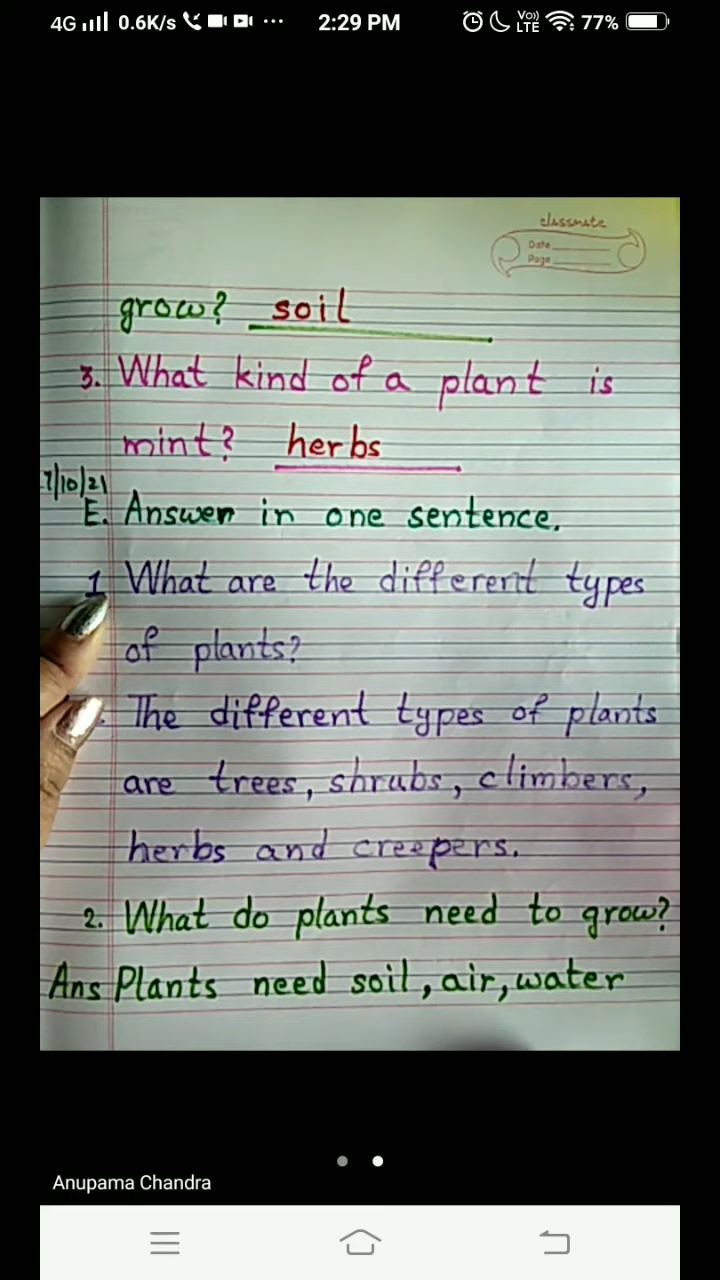 4G 0.6K/s ... 2:29 PM Vo) LTE 77%
classmate
Date
Page
grow? soil
3. What kind of a plant is
mint? herbs
7/10/21
E. Answer in one sentence.
1 What are the different types
of plants?
The different types of plants
are trees, shrubs, climbers,
herbs and creepers.
2. What do plants need to grow?
Ans Plants need soil, air, water
Anupama Chandra